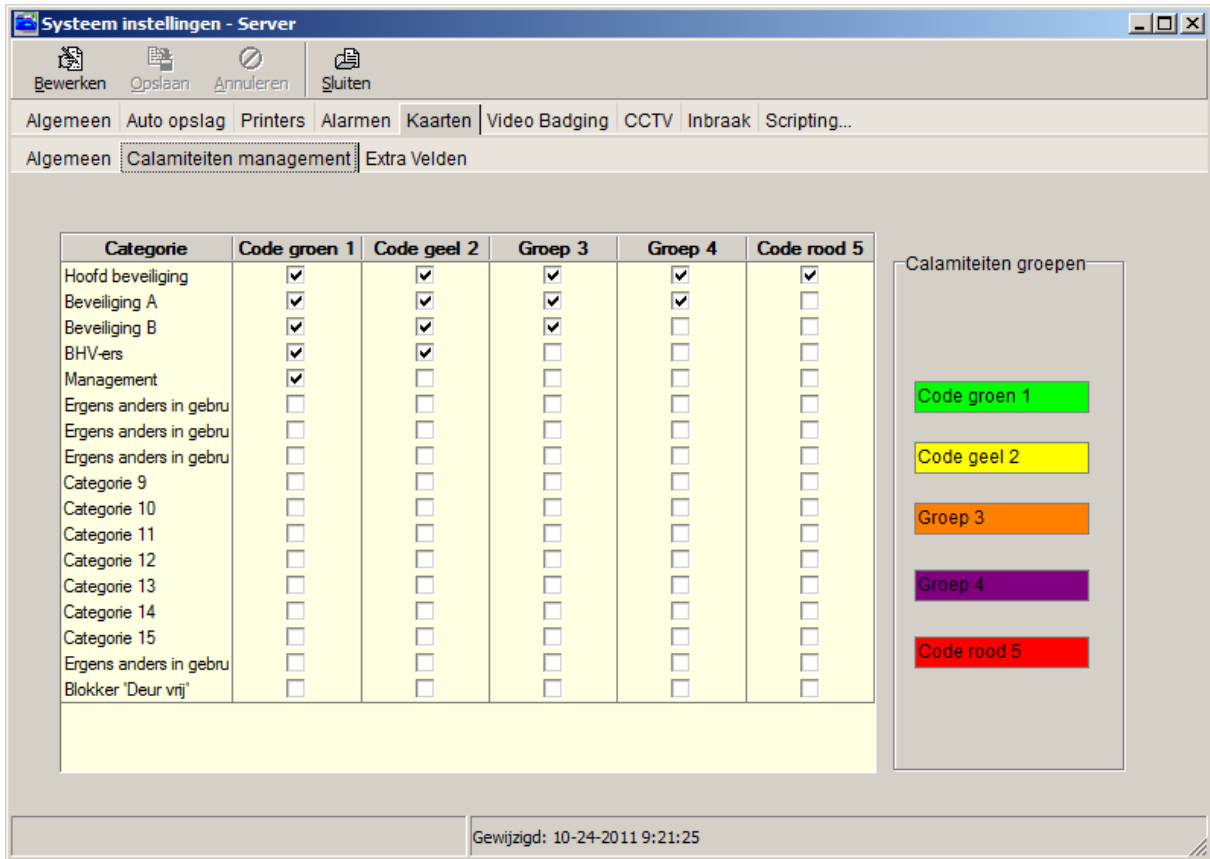 Systeem instellingen - Server
Bewerken Opslaan Annuleren Sluiten
Algemeen Auto opslag Printers Alarmen Kaarten Video Badging CCTV Inbraak Scripting...
Algemeen Calamiteiten management Extra Velden
Categorie Code groen 1 Code geel 2 Groep 3 Groep 4 Code rood 5
Hoofd beveiliging
Beveiliging A
Beveiliging B
BHV-ers
Management
Ergens anders in gebru
Ergens anders in gebru
Ergens anders in gebru
Categorie 9
Categorie 10
Categorie 11
Categorie 12
Categorie 13
Categorie 14
Categorie 15
Ergens anders in gebru
Blokker 'Deur vrij'
Calamiteiten groepen
Code groen 1
Code geel 2
Groep 3
Groep 4
Code rood 5
Gewijzigd: 10-24-2011 9:21:25